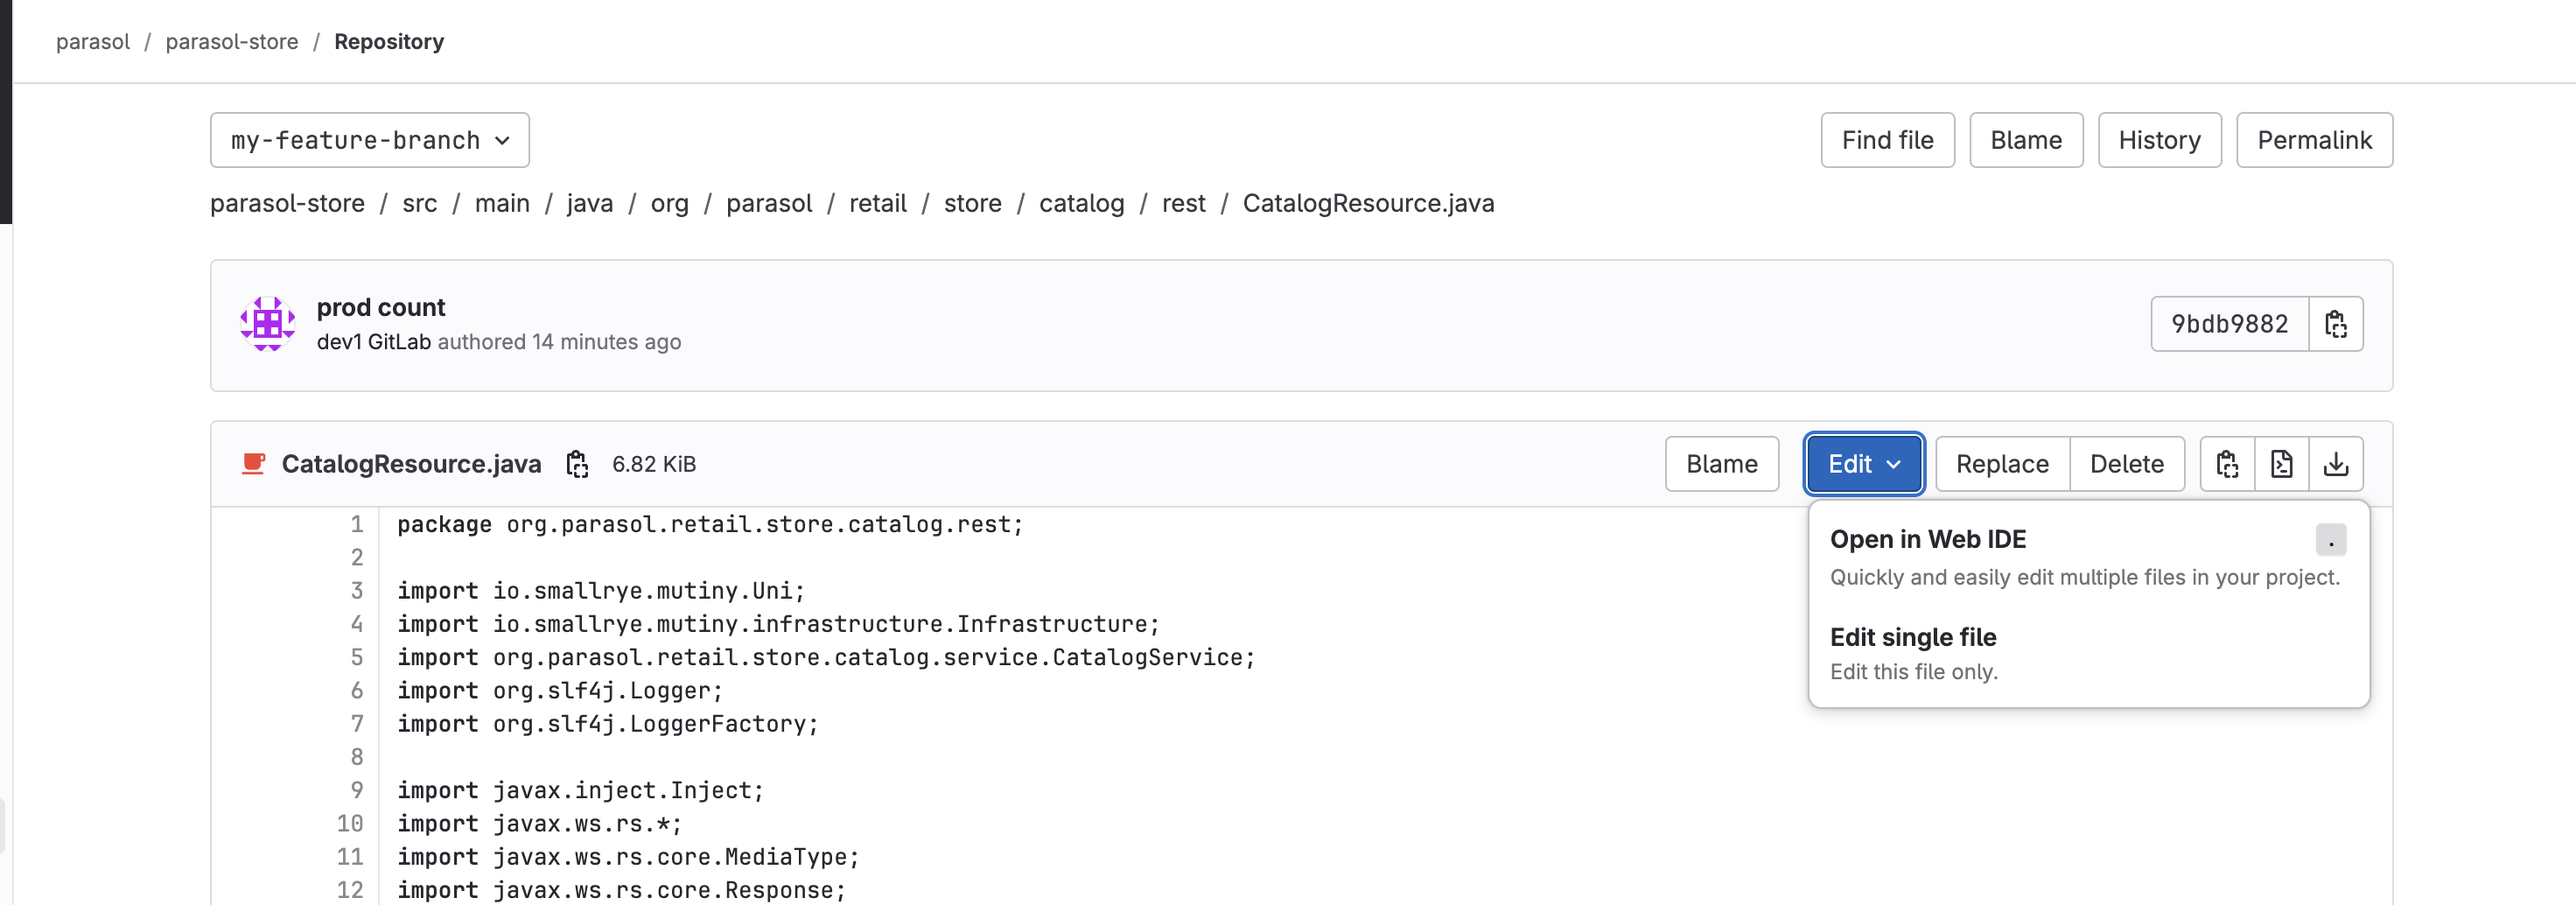 parasol / parasol-store / Repository
my-feature-branch
Find file
Blame
History
Permalink
parasol-store / src / main / java / org / parasol / retail / store / catalog / rest / CatalogResource.java
prod count
dev1 GitLab authored 14 minutes ago
9bdb9882
CatalogResource.java 6.82 KiB
Blame
Edit
Replace
Delete
Open in Web IDE .
Quickly and easily edit multiple files in your project.
Edit single file
Edit this file only.
1 package org.parasol.retail.store.catalog.rest;
2
3 import io.smallrye.mutiny.Uni;
4 import io.smallrye.mutiny.infrastructure.Infrastructure;
5 import org.parasol.retail.store.catalog.service.CatalogService;
6 import org.slf4j.Logger;
7 import org.slf4j.LoggerFactory;
8
9 import javax.inject.Inject;
10 import javax.ws.rs.*;
11 import javax.ws.rs.core.MediaType;
12 import javax.ws.rs.core.Response;